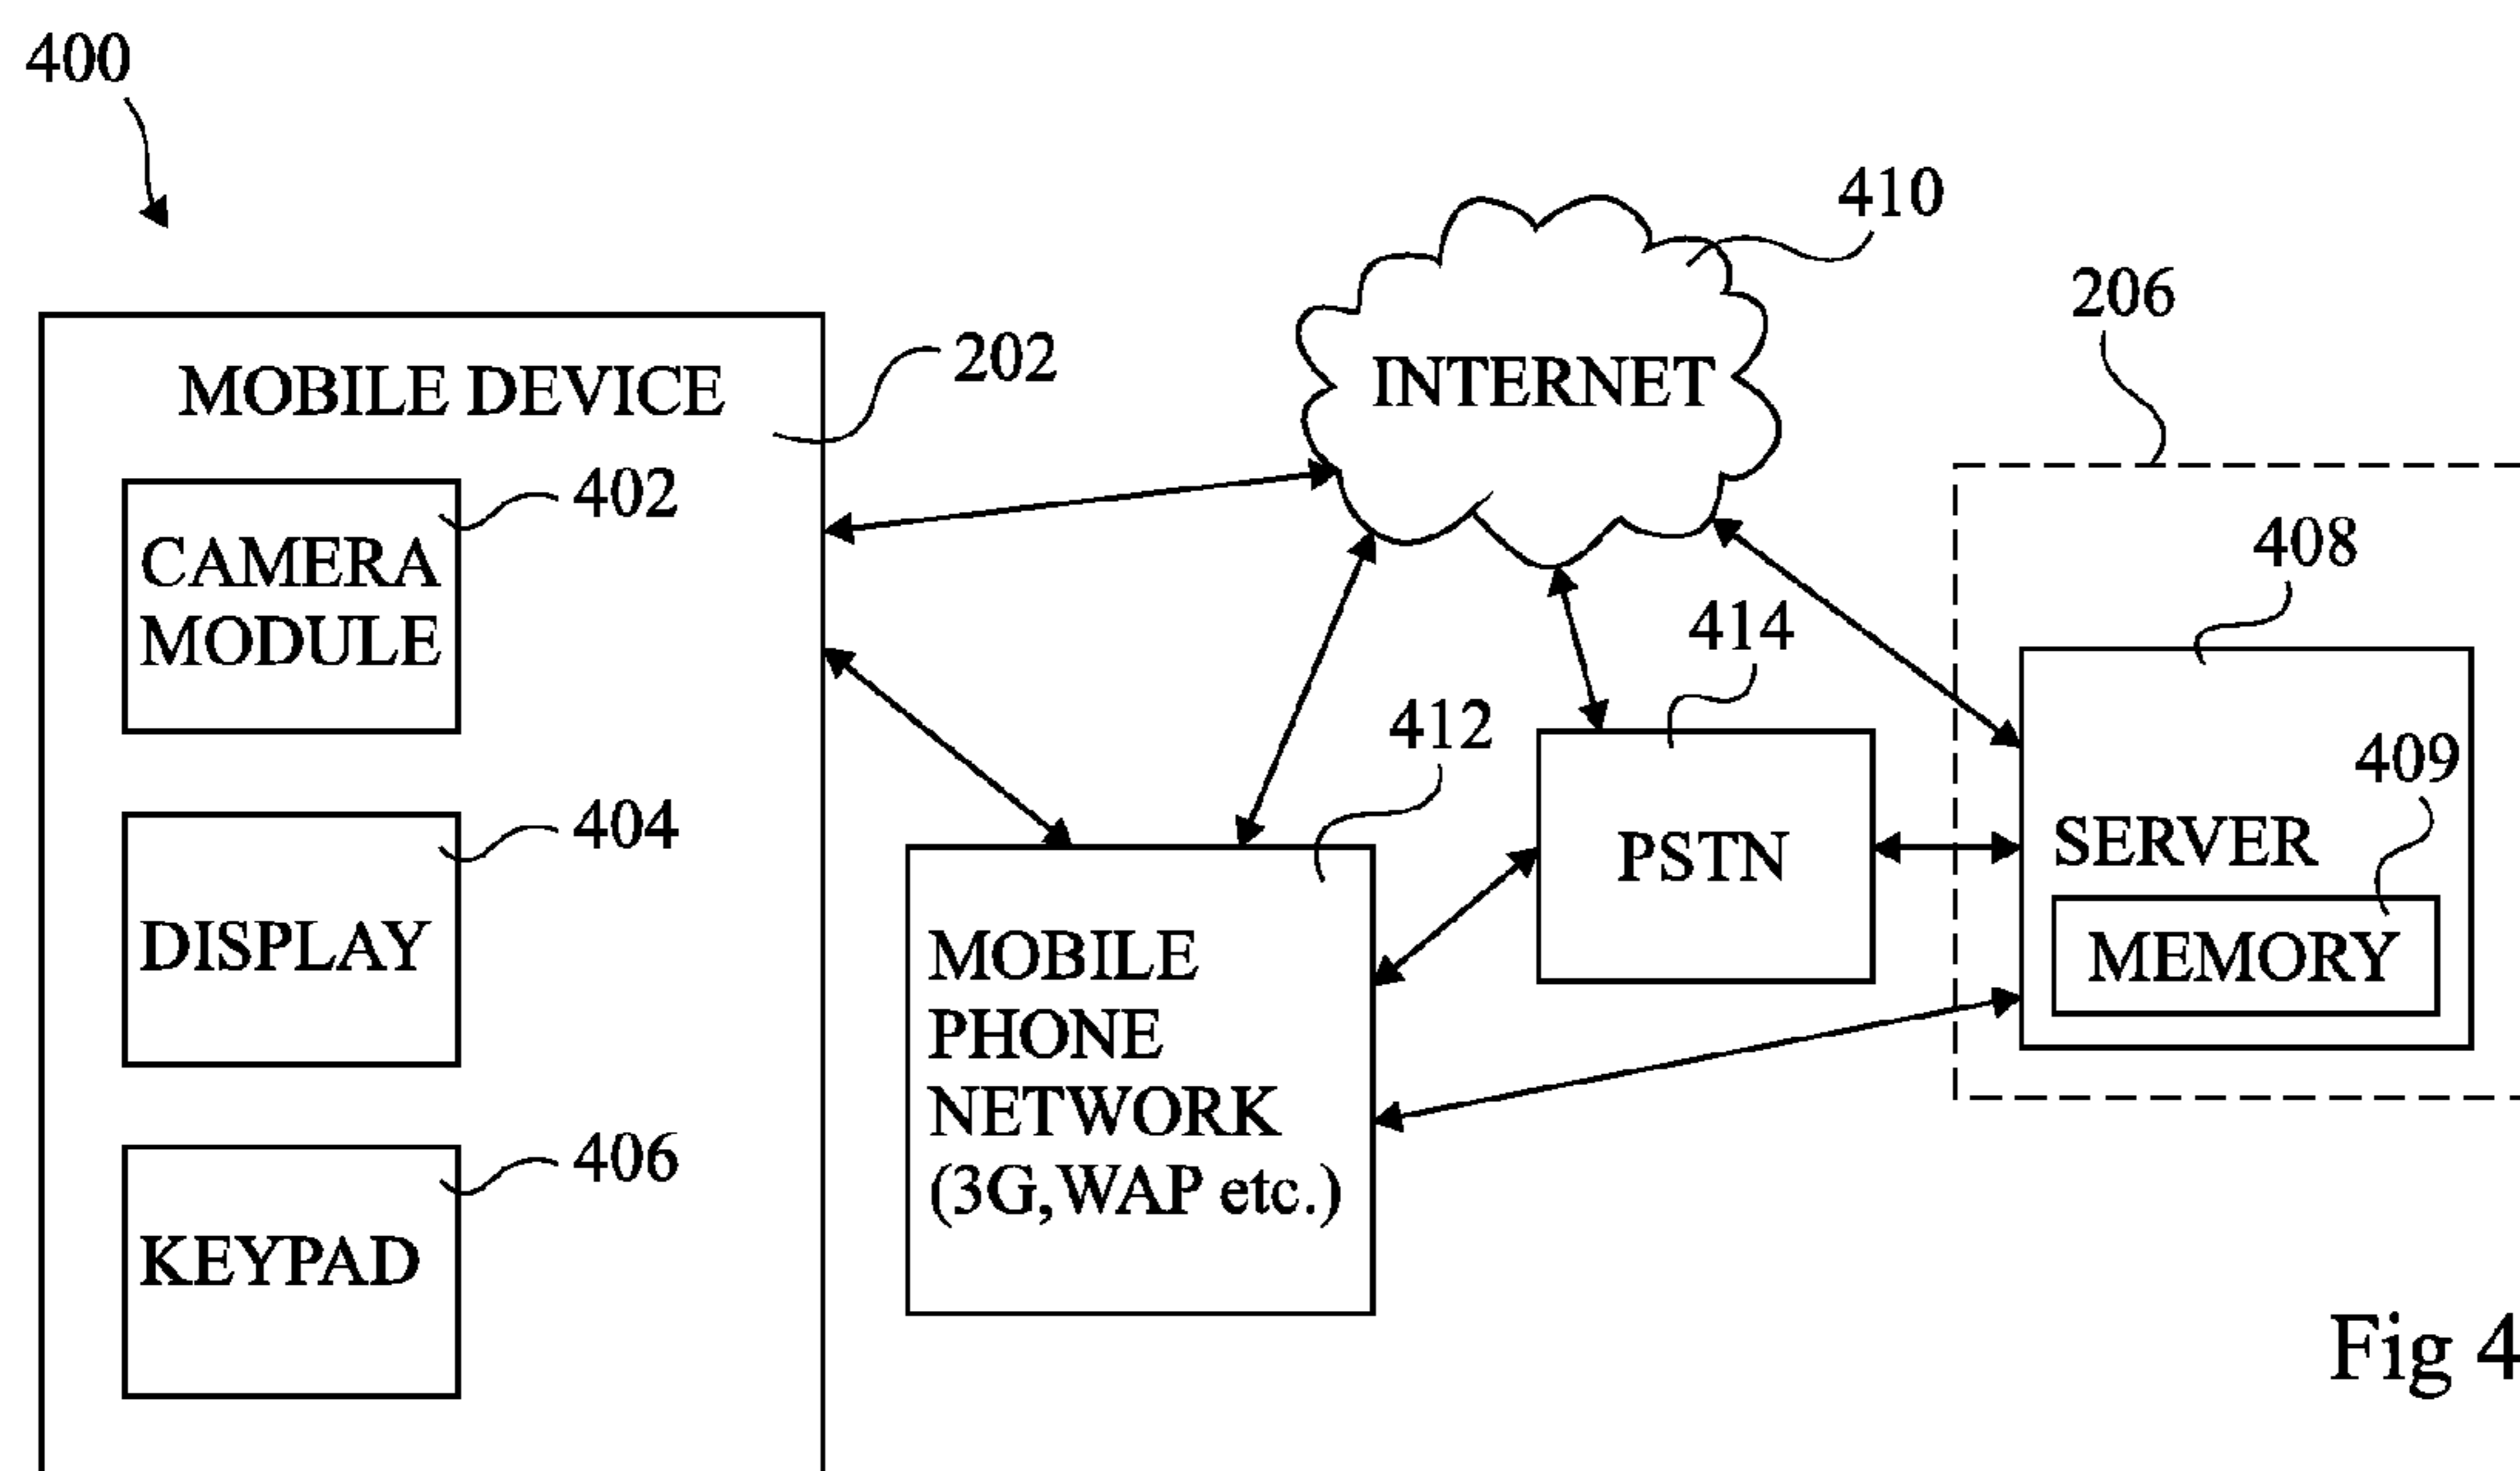 400
410
206
MOBILE DEVICE
202
INTERNET
402
CAMERA
MODULE
408
414
412
409
404
DISPLAY
PSTN
SERVER
MEMORY
MOBILE
PHONE
NETWORK
(3G,WAP etc.)
406
KEYPAD
Fig 4